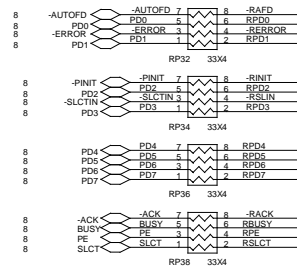 8 -AUTOFD -AUTOFD 7 8 -RAFD
8 PD0 PD0 5 6 RPD0
8 -ERROR -ERROR 3 4 -RERROR
8 PD1 PD1 1 2 RPD1
RP32 33X4
8 -PINIT -PINIT 7 8 -RINIT
8 PD2 PD2 5 6 RPD2
8 -SLCTIN -SLCTIN 3 4 -RSLIN
8 PD3 PD3 1 2 RPD3
RP34 33X4
8 PD4 PD4 7 8 RPD4
8 PD5 PD5 5 6 RPD5
8 PD6 PD6 3 4 RPD6
8 PD7 PD7 1 2 RPD7
RP36 33X4
8 -ACK -ACK 7 8 -RACK
8 BUSY BUSY 5 6 RBUSY
8 PE PE 3 4 RPE
8 SLCT SLCT 1 2 RSLCT
RP38 33X4